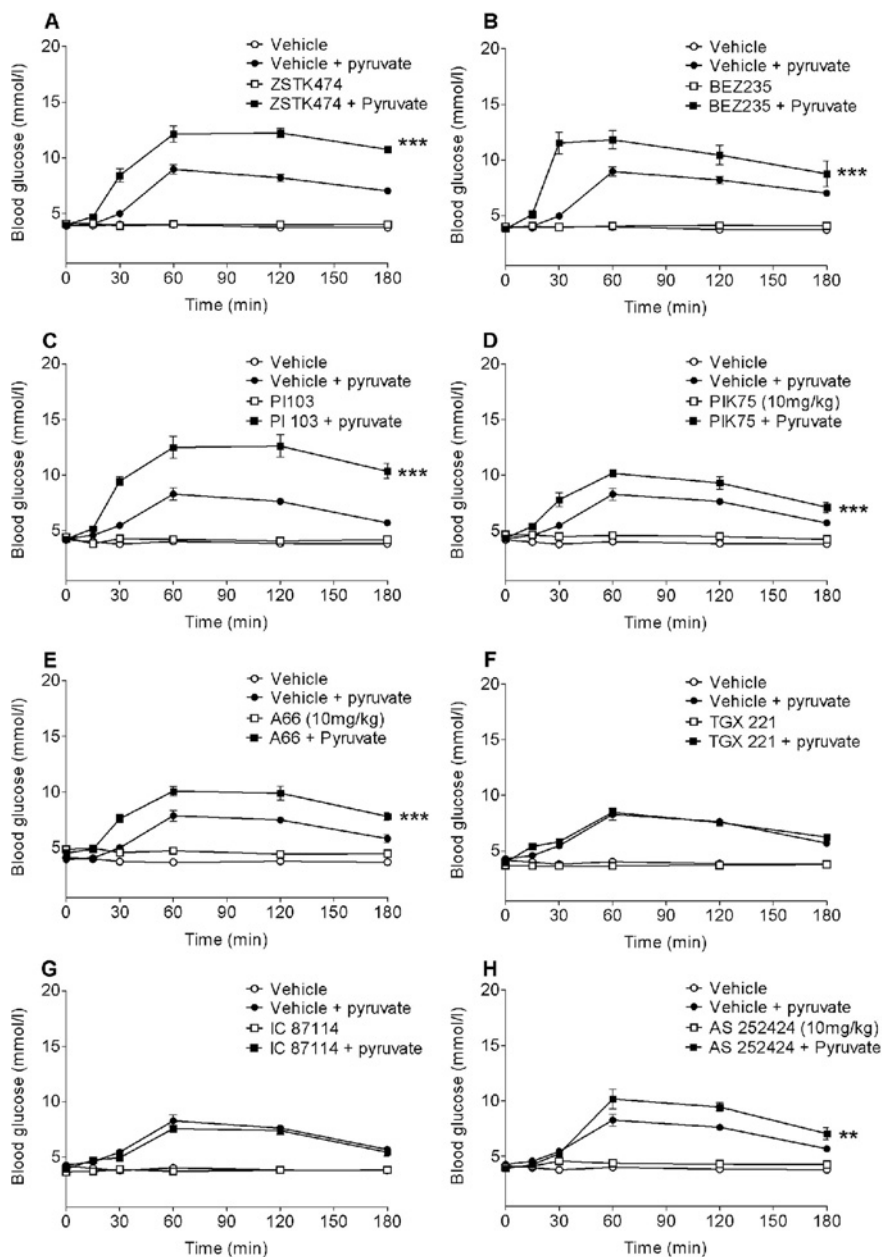 A
Vehicle
Vehicle + pyruvate
ZSTK474
ZSTK474 + Pyruvate
***
Blood glucose (mmol/l)
20
15
10
5
0 30 60 90 120 150 180
Time (min)
B
Vehicle
Vehicle + pyruvate
BEZ235
BEZ235 + Pyruvate
***
Blood glucose (mmol/l)
20
15
10
5
0 30 60 90 120 150 180
Time (min)
C
Vehicle
Vehicle + pyruvate
PI103
PI 103 + pyruvate
***
Blood glucose (mmol/l)
20
15
10
5
0 30 60 90 120 150 180
Time (min)
D
Vehicle
Vehicle + pyruvate
PIK75 (10mg/kg)
PIK75 + Pyruvate
***
Blood glucose (mmol/l)
20
15
10
5
0 30 60 90 120 150 180
Time (min)
E
Vehicle
Vehicle + pyruvate
A66 (10mg/kg)
A66 + Pyruvate
***
Blood glucose (mmol/l)
20
15
10
5
0 30 60 90 120 150 180
Time (min)
F
Vehicle
Vehicle + pyruvate
TGX 221
TGX 221 + pyruvate
Blood glucose (mmol/l)
20
15
10
5
0 30 60 90 120 150 180
Time (min)
G
Vehicle
Vehicle + pyruvate
IC 87114
IC 87114 + pyruvate
Blood glucose (mmol/l)
20
15
10
5
0 30 60 90 120 150 180
Time (min)
H
Vehicle
Vehicle + pyruvate
AS 252424 (10mg/kg)
AS 252424 + Pyruvate
**
Blood glucose (mmol/l)
20
15
10
5
0 30 60 90 120 150 180
Time (min)